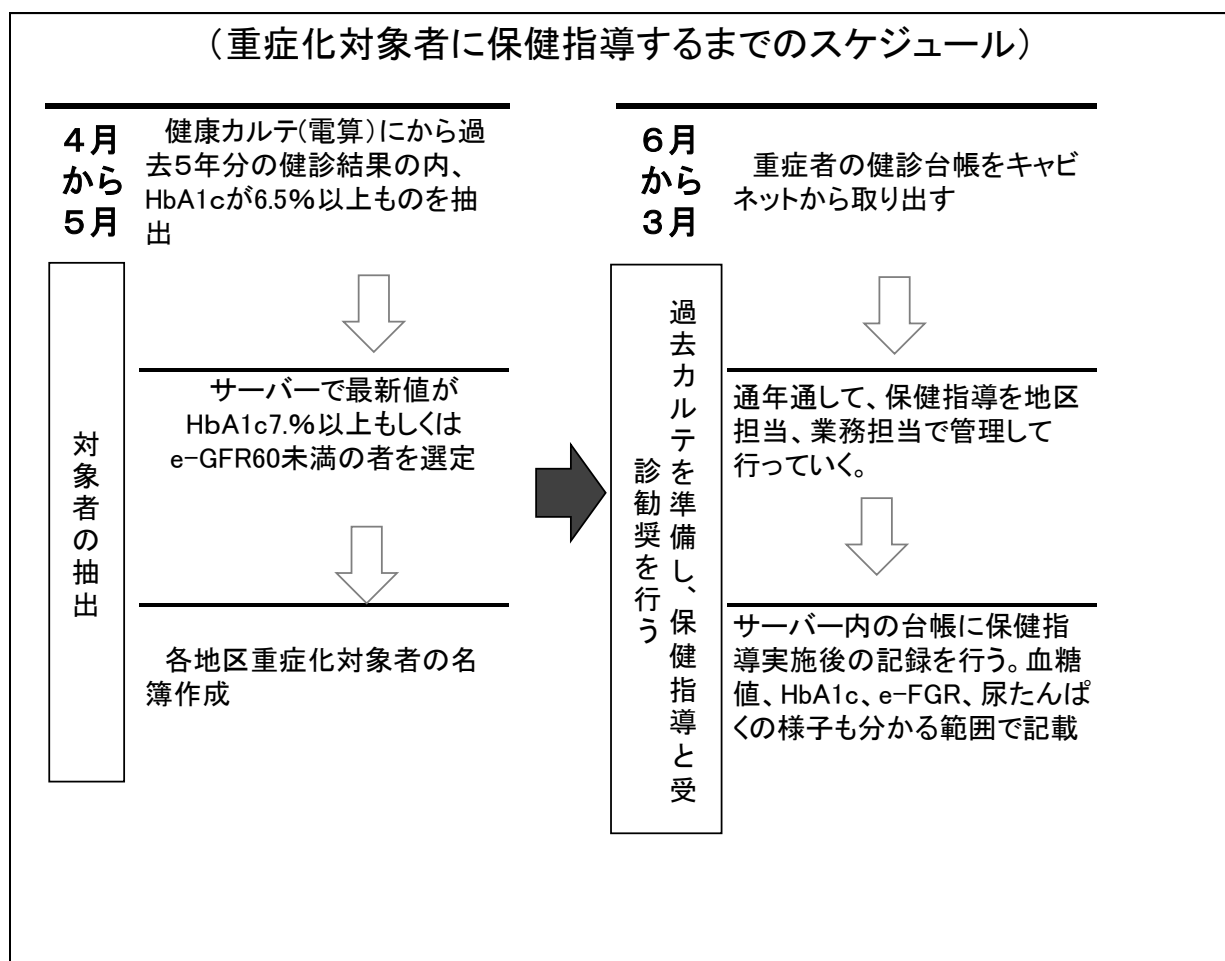 （重症化対象者に保健指導するまでのスケジュール）
４月
から
５月
健康カルテ(電算)にから過
去５年分の健診結果の内、
HbA1cが6.5％以上ものを抽
出
対象者の抽出
サーバーで最新値が
HbA1c7.%以上もしくは
e-GFR60未満の者を選定
各地区重症化対象者の名
簿作成
６月
から
３月
重症者の健診台帳をキャビ
ネットから取り出す
過去カルテを準備し、保健指導と受
診勧奨を行う
通年通して、保健指導を地区
担当、業務担当で管理して
行っていく。
サーバー内の台帳に保健指
導実施後の記録を行う。血糖
値、HbA1c、e-FGR、尿たんぱ
くの様子も分かる範囲で記載